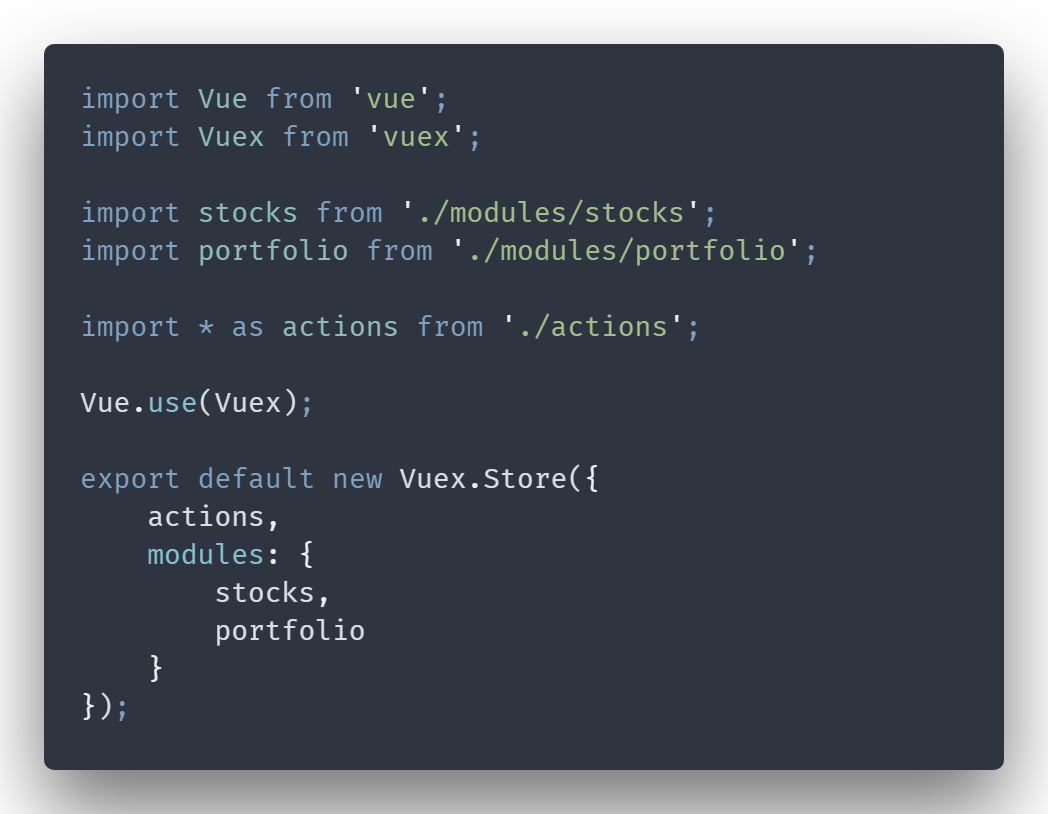 import Vue from 'vue';
import Vuex from 'vuex';

import stocks from './modules/stocks';
import portfolio from './modules/portfolio';

import * as actions from './actions';

Vue.use(Vuex);

export default new Vuex.Store({
    actions,
    modules: {
        stocks,
        portfolio
    }
});